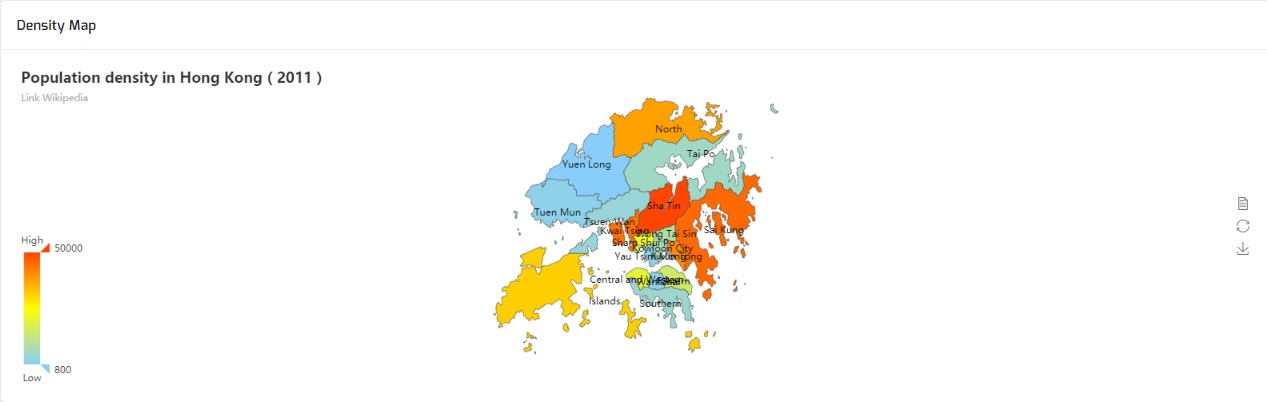 Density Map
Population density in Hong Kong ( 2011 )
Link Wikipedia
North
Tai Po
Yuen Long
Sha Tin
Tuen Mun
Tsuen Wan
Kwai Tsing
Wong Tai Sin
Sai Kung
Sham Shui Po
Kowloon City
Yau Tsim Mong
Kwun Tong
Central and Western
Wan Chai
Eastern
Islands
Southern
High
50000
800
Low